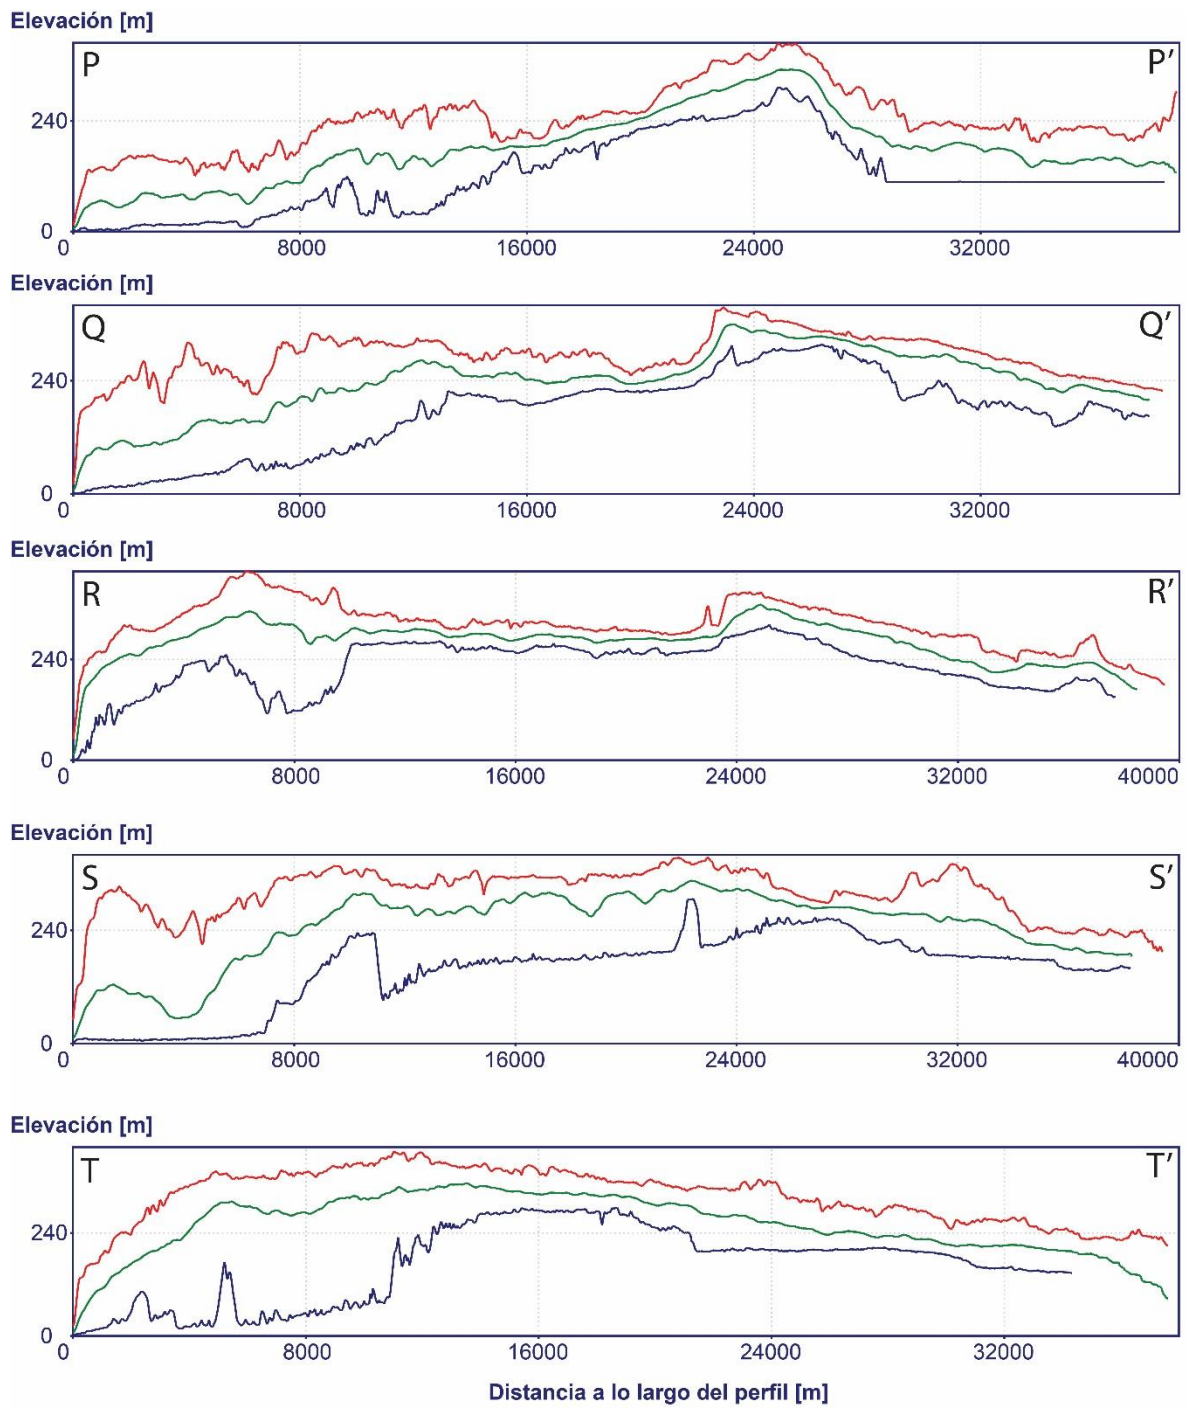 Elevación [m]
P P′
240
0
0 8000 16000 24000 32000
Elevación [m]
Q Q′
240
0
0 8000 16000 24000 32000
Elevación [m]
R R′
240
0
0 8000 16000 24000 32000 40000
Elevación [m]
S S′
240
0
0 8000 16000 24000 32000 40000
Elevación [m]
T T′
240
0
0 8000 16000 24000 32000
Distancia a lo largo del perfil [m]